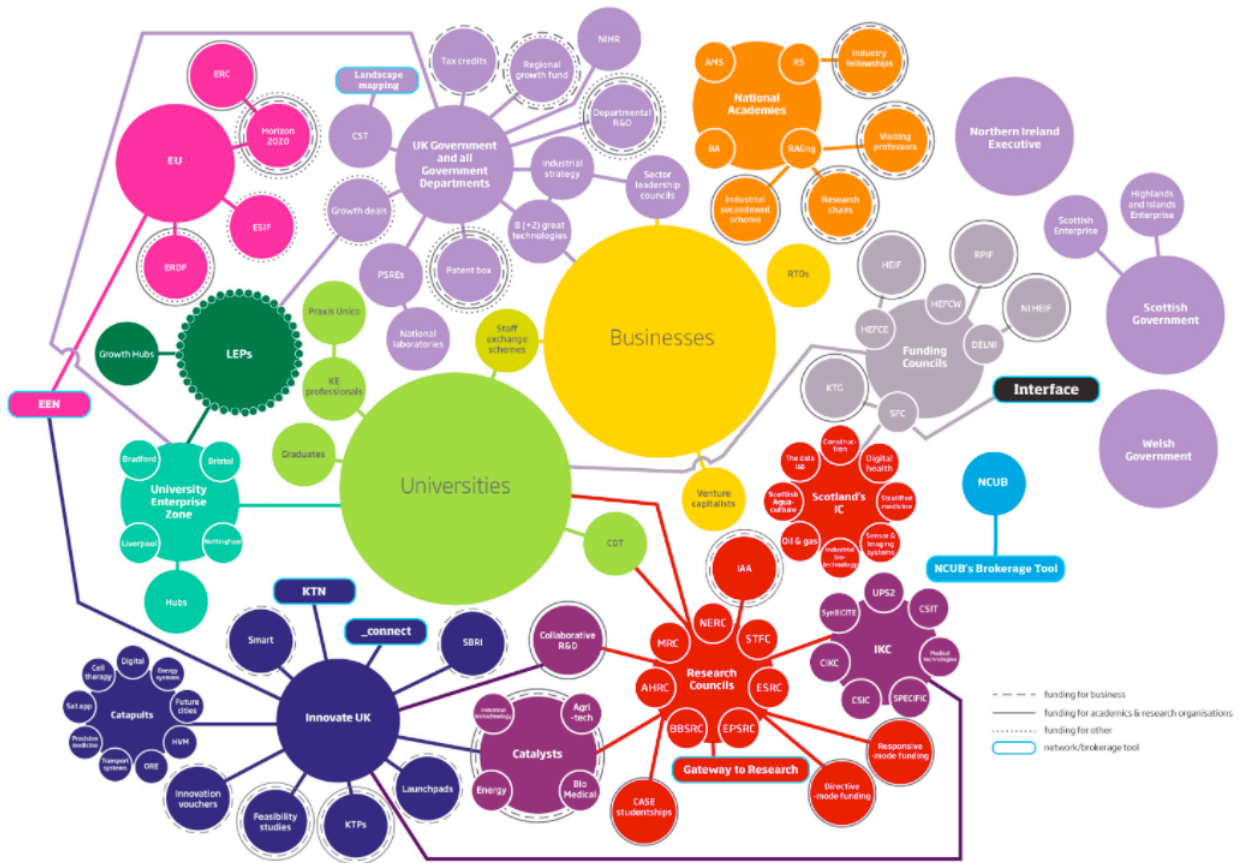 ERC
Horizon
2020
EU
ESIF
ERDF
EEN
Landscape
mapping
Tax credits
Regional
growth fund
NIHR
Departmental
R&D
CST
UK Government
and all
Government
Departments
Industrial
strategy
Sector
leadership
councils
Growth deals
8 (+2) great
technologies
PSREs
Patent box
National
laboratories
AMS
RS
National
Academies
BA
RAEng
Industry
fellowships
Visiting
professors
Industrial
secondment
scheme
Research
chairs
Northern Ireland
Executive
Highlands
and Islands
Enterprise
Scottish
Enterprise
Scottish
Government
Welsh
Government
RTOs
Businesses
Staff
exchange
schemes
Venture
capitalists
HEIF
RPIF
HEFCW
NIHEIF
HEFCE
DELNI
Funding
Councils
KTG
SFC
Interface
Praxis Unico
KE
professionals
Graduates
Universities
CDT
Growth Hubs
LEPs
Bradford
Bristol
University
Enterprise
Zone
Liverpool
Nottingham
Hubs
Construc-
tion
The data
lab
Digital
health
Scottish
Aqua-
culture
Scotland's
IC
Stratified
medicine
Oil & gas
Industrial
bio-
technology
Sensor &
Imaging
systems
NCUB
NCUB's Brokerage Tool
KTN
_connect
Smart
SBRI
Collaborative
R&D
Innovate UK
Digital
Cell
therapy
Energy
systems
Sat app
Catapults
Future
cities
Precision
medicine
HVM
Transport
systems
ORE
Innovation
vouchers
Feasibility
studies
KTPs
Launchpads
Industrial
biotechnology
Agri
-tech
Catalysts
Energy
Bio
Medical
IAA
NERC
MRC
STFC
AHRC
Research
Councils
ESRC
BBSRC
EPSRC
Gateway to Research
CASE
studentships
Directive
-mode funding
Responsive
-mode funding
UPS2
SynBICITE
CSIT
IKC
Medical
technologies
CIKC
CSIC
SPECIFIC
funding for business
funding for academics & research organisations
funding for other
network/brokerage tool